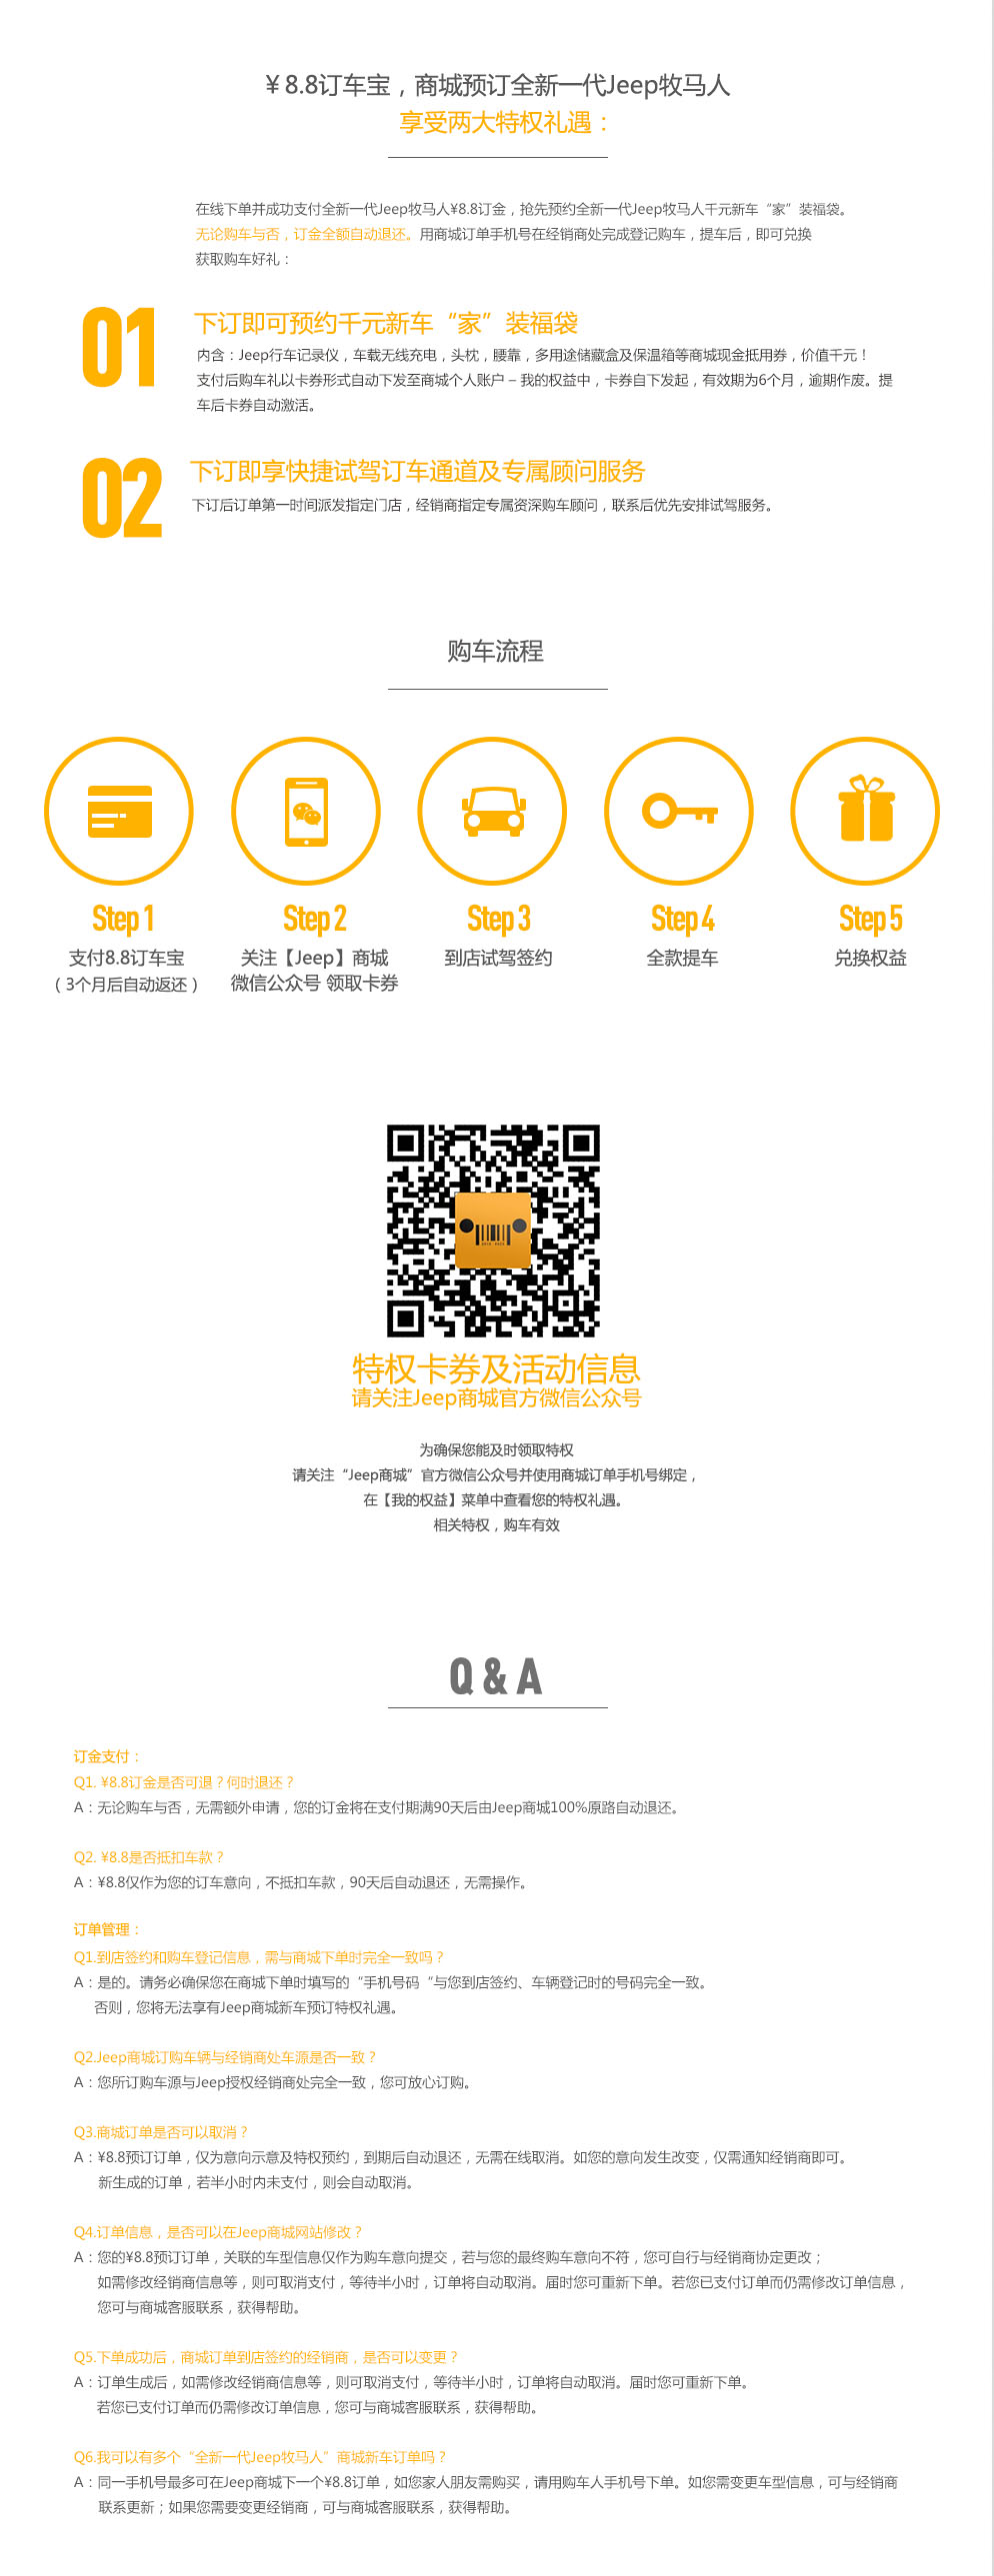 ¥8.8订车宝，商城预订全新一代Jeep牧马人
享受两大特权礼遇：
在线下单并成功支付全新一代Jeep牧马人¥8.8订金，抢先预约全新一代Jeep牧马人千元新车“家”装福袋。
无论购车与否，订金全额自动退还。用商城订单手机号在经销商处完成登记购车，提车后，即可兑换
获取购车好礼：
01
下订即可预约千元新车“家”装福袋
内含：Jeep行车记录仪，车载无线充电，头枕，腰靠，多用途储藏盒及保温箱等商城现金抵用券，价值千元！
支付后购车礼以卡券形式自动下发至商城个人账户 – 我的权益中，卡券自下发起，有效期为6个月，逾期作废。提
车后卡券自动激活。
02
下订即享快捷试驾订车通道及专属顾问服务
下订后订单第一时间派发指定门店，经销商指定专属资深购车顾问，联系后优先安排试驾服务。
购车流程
Step 1
支付8.8订车宝
（3个月后自动返还）
Step 2
关注【Jeep】商城
微信公众号 领取卡券
Step 3
到店试驾签约
Step 4
全款提车
Step 5
兑换权益
特权卡券及活动信息
请关注Jeep商城官方微信公众号
为确保您能及时领取特权
请关注“Jeep商城”官方微信公众号并使用商城订单手机号绑定，
在【我的权益】菜单中查看您的特权礼遇。
相关特权，购车有效
Q & A
订金支付：
Q1. ¥8.8订金是否可退？何时退还？
A：无论购车与否，无需额外申请，您的订金将在支付期满90天后由Jeep商城100%原路自动退还。
Q2. ¥8.8是否抵扣车款？
A：¥8.8仅作为您的订车意向，不抵扣车款，90天后自动退还，无需操作。
订单管理：
Q1.到店签约和购车登记信息，需与商城下单时完全一致吗？
A：是的。请务必确保您在商城下单时填写的“手机号码“与您到店签约、车辆登记时的号码完全一致。
否则，您将无法享有Jeep商城新车预订特权礼遇。
Q2.Jeep商城订购车辆与经销商处车源是否一致？
A：您所订购车源与Jeep授权经销商处完全一致，您可放心订购。
Q3.商城订单是否可以取消？
A：¥8.8预订订单，仅为意向示意及特权预约，到期后自动退还，无需在线取消。如您的意向发生改变，仅需通知经销商即可。
新生成的订单，若半小时内未支付，则会自动取消。
Q4.订单信息，是否可以在Jeep商城网站修改？
A：您的¥8.8预订订单，关联的车型信息仅作为购车意向提交，若与您的最终购车意向不符，您可自行与经销商协定更改；
如需修改经销商信息等，则可取消支付，等待半小时，订单将自动取消。届时您可重新下单。若您已支付订单而仍需修改订单信息，
您可与商城客服联系，获得帮助。
Q5.下单成功后，商城订单到店签约的经销商，是否可以变更？
A：订单生成后，如需修改经销商信息等，则可取消支付，等待半小时，订单将自动取消。届时您可重新下单。
若您已支付订单而仍需修改订单信息，您可与商城客服联系，获得帮助。
Q6.我可以有多个“全新一代Jeep牧马人”商城新车订单吗？
A：同一手机号最多可在Jeep商城下一个¥8.8订单，如您家人朋友需购买，请用购车人手机号下单。如您需变更车型信息，可与经销商
联系更新；如果您需要变更经销商，可与商城客服联系，获得帮助。